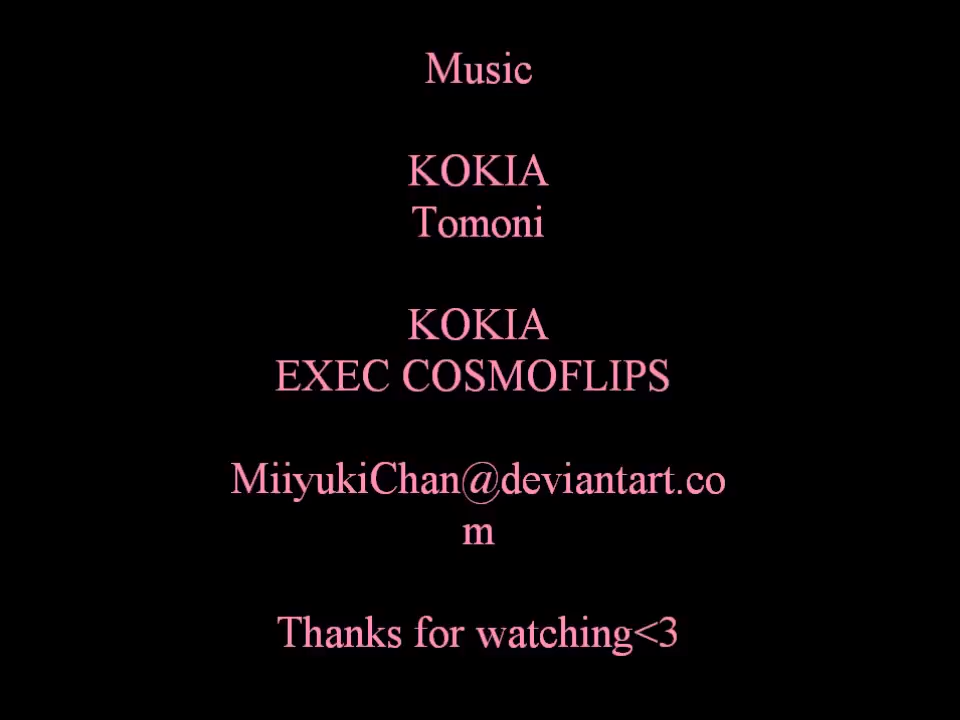 Music
KOKIA
Tomoni
KOKIA
EXEC COSMOFLIPS
MiiyukiChan@deviantart.co
m
Thanks for watching<3